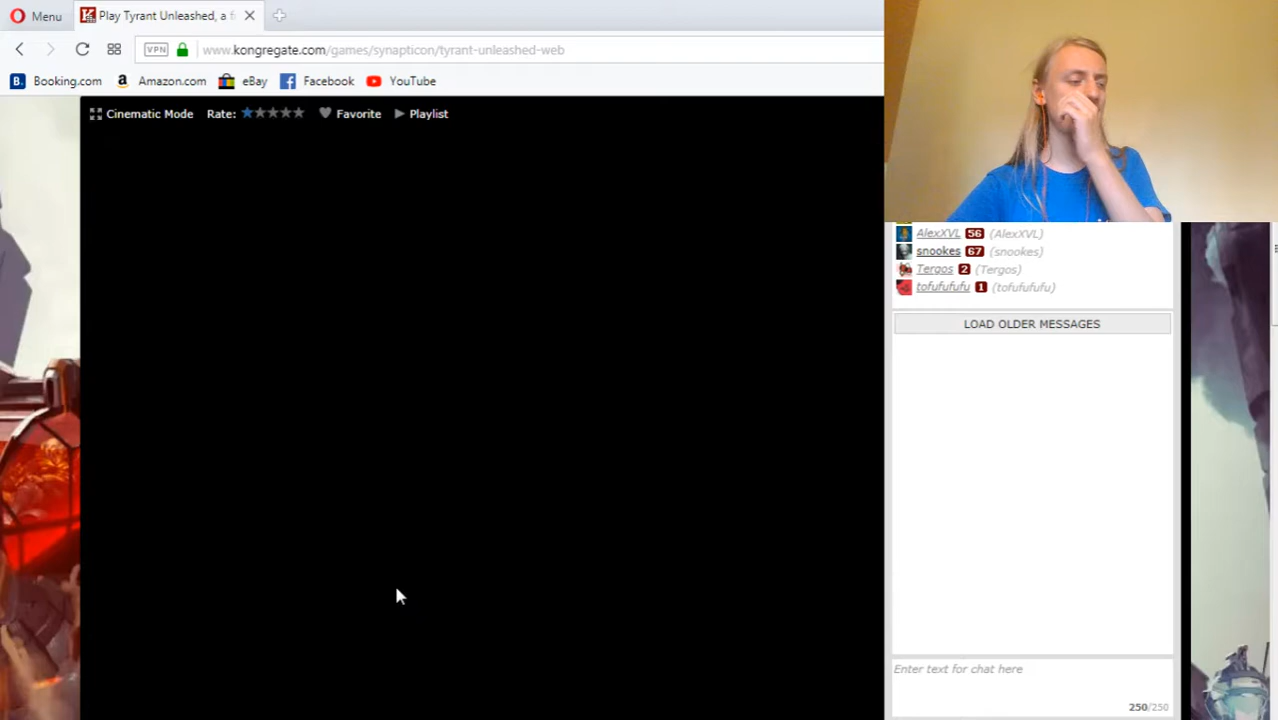 Menu
Play Tyrant Unleashed, a f
VPN
www.kongregate.com/games/synapticon/tyrant-unleashed-web
B. Booking.com a Amazon.com eBay Facebook YouTube
Cinematic Mode Rate: Favorite Playlist
AlexXVL 56 (AlexXVL)
snookes 67 (snookes)
Tergos 2 (Tergos)
tofufufufu 1 (tofufufufu)
LOAD OLDER MESSAGES
Enter text for chat here
250/250